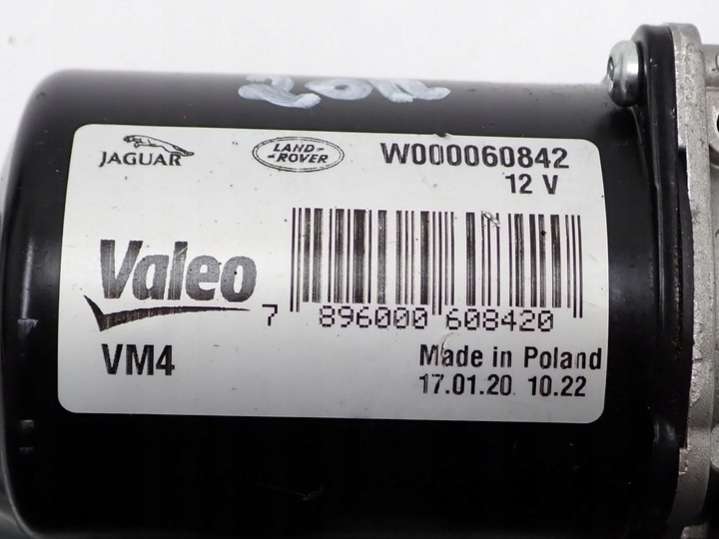 JAGUAR
LAND-
-ROVER
W000060842
12 V
Valeo
7 896000 608420
VM4
Made in Poland
17.01.20 10.22